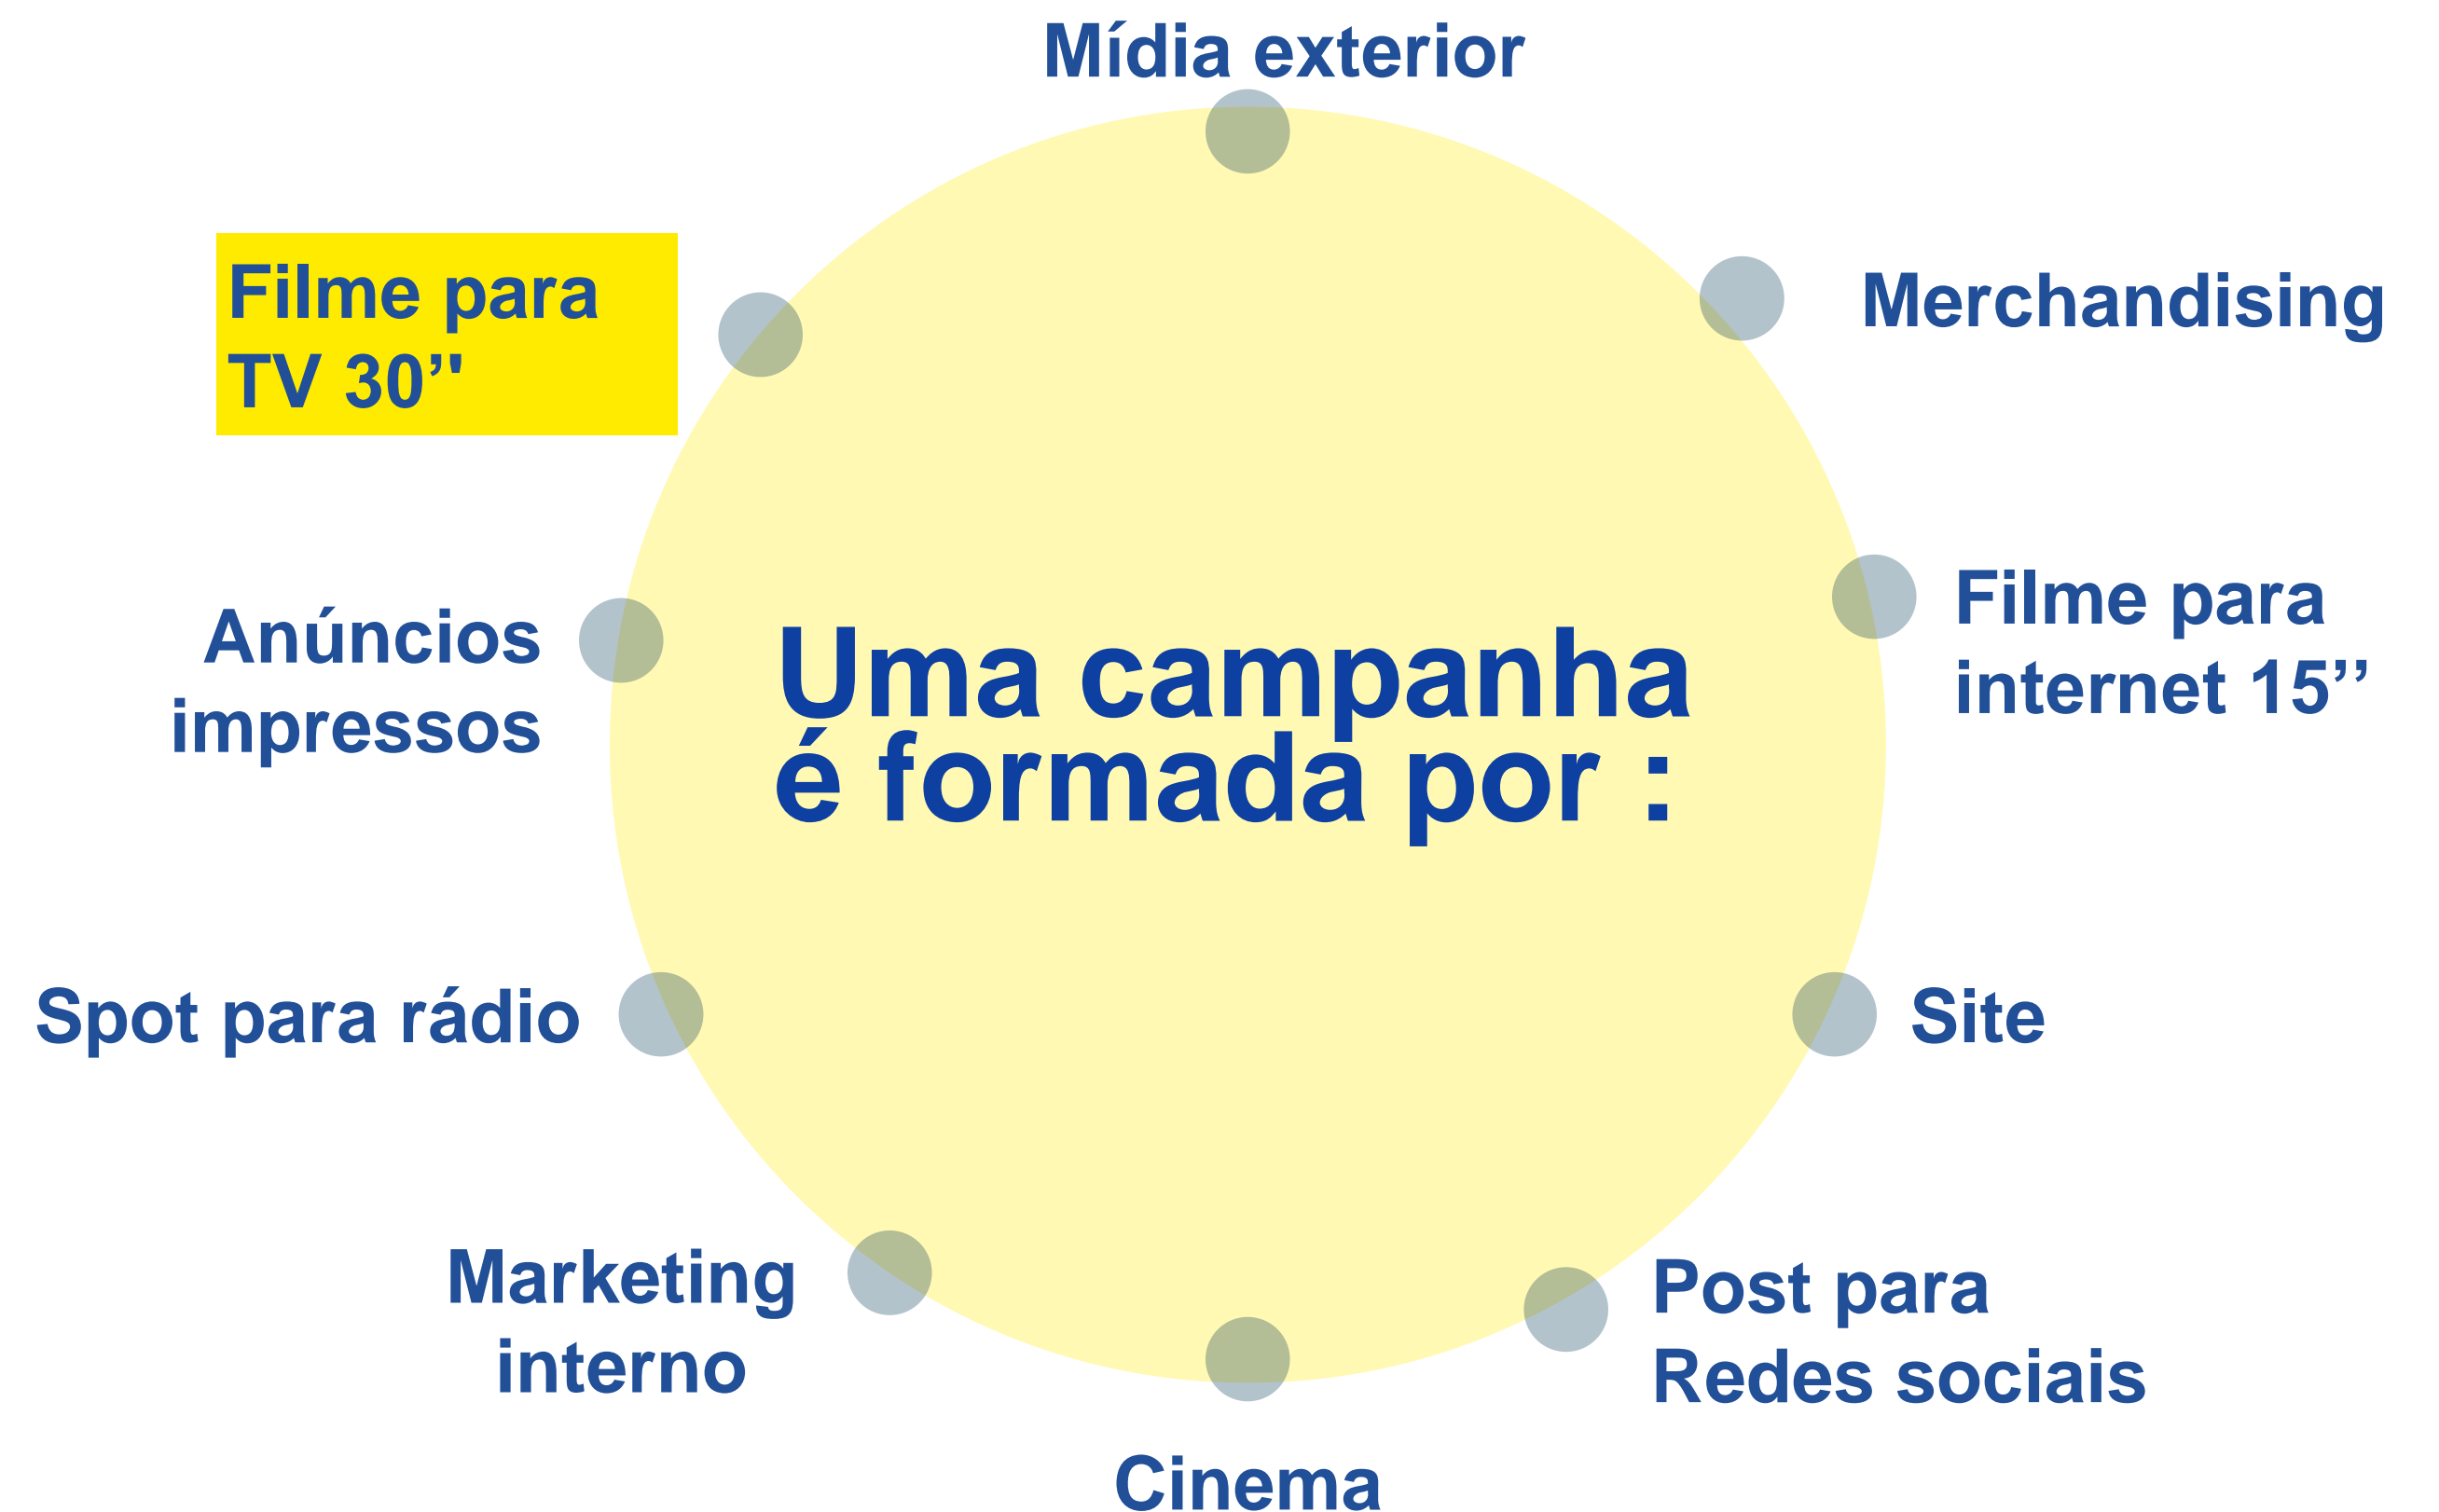 Mídia exterior
Filme para
TV 30’"
Merchandising
Anúncios
impressos
Uma campanha
é formada por :
Filme para
internet 15’’
Spot para rádio
Site
Marketing
interno
Post para
Redes sociais
Cinema